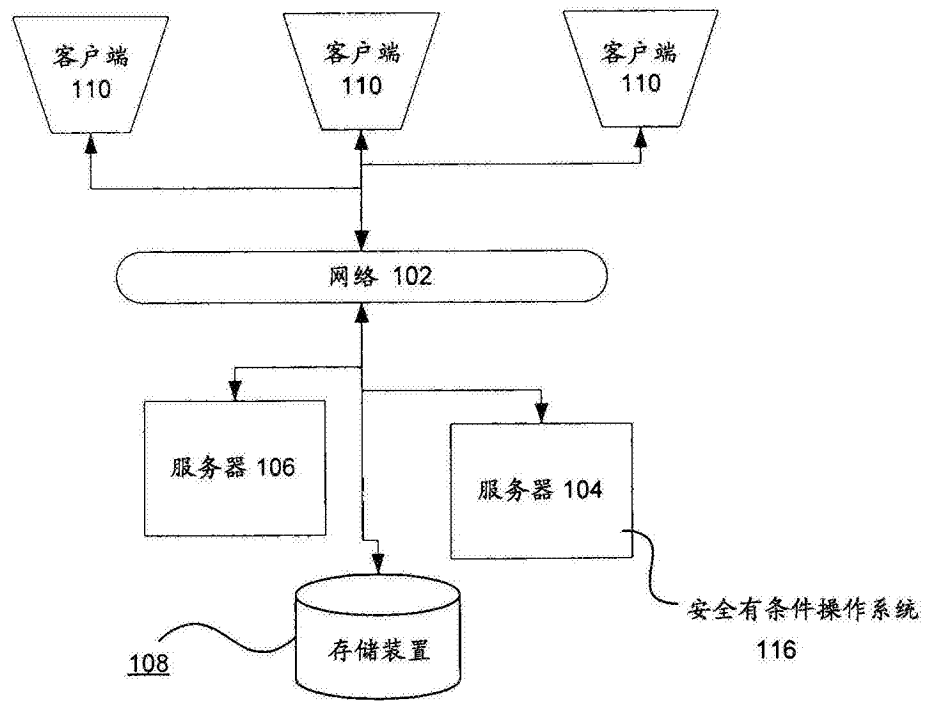 客户端
110
客户端
110
客户端
110
网络 102
服务器 106
服务器 104
安全有条件操作系统
116
存储装置
108